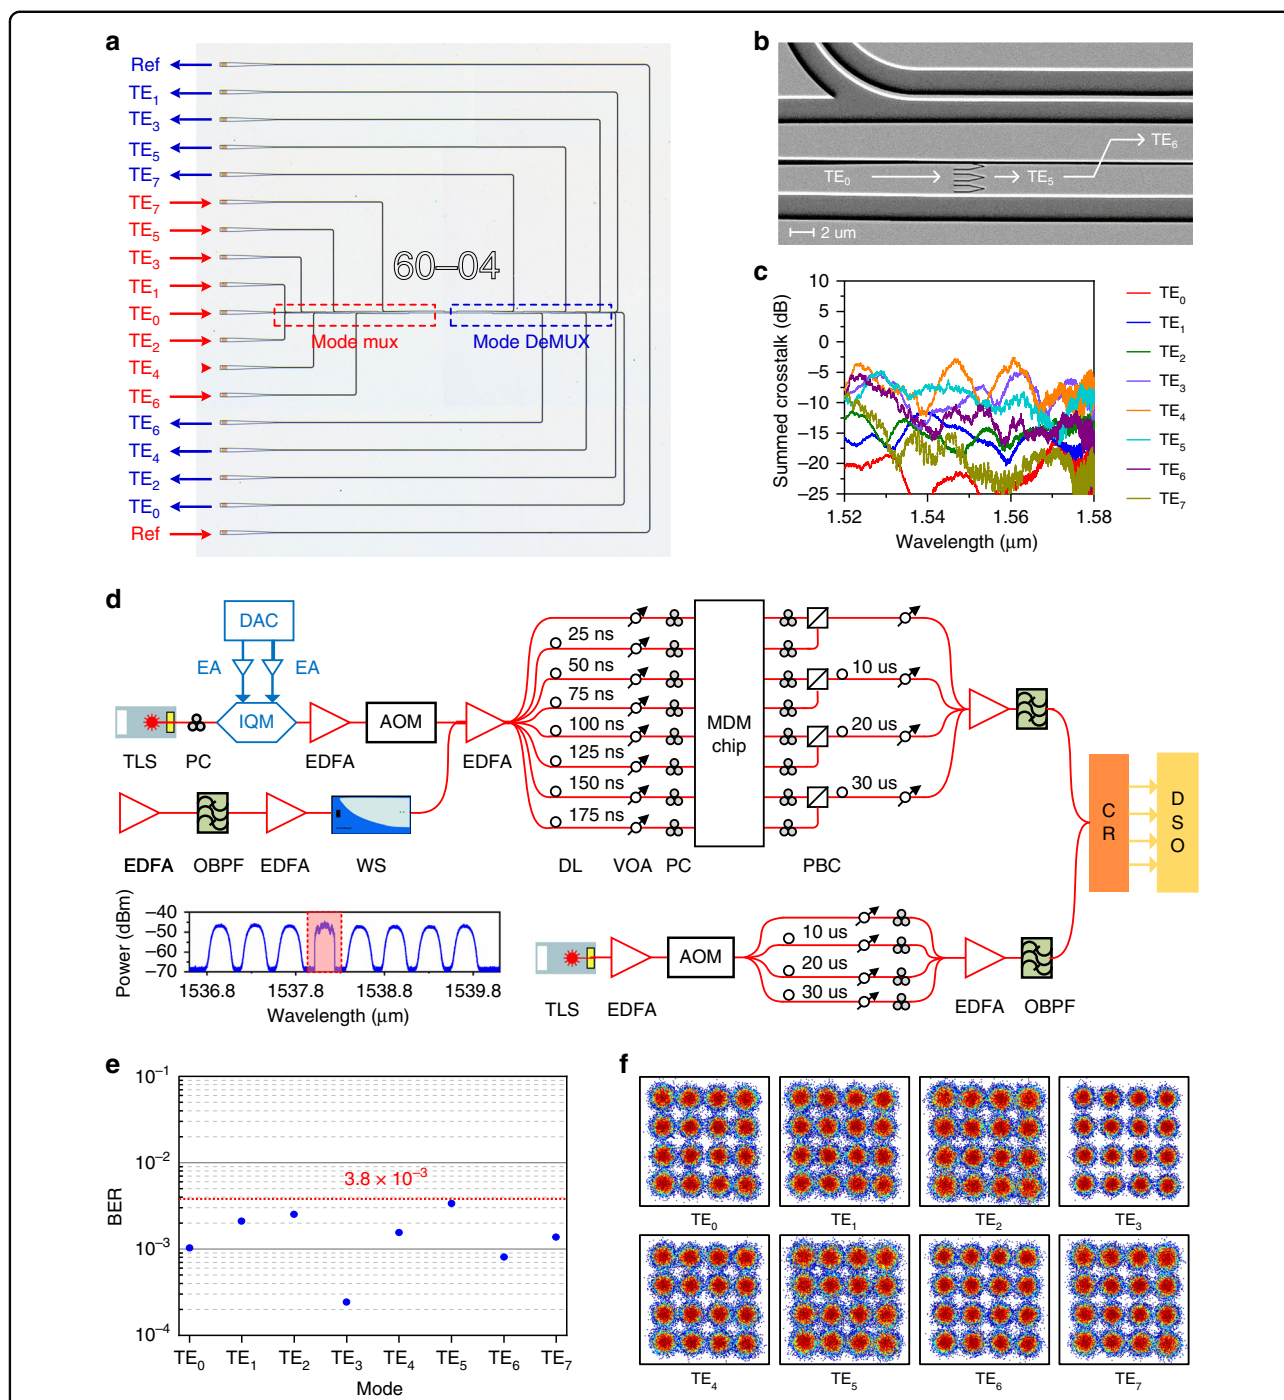 a
Ref
TE1
TE3
TE5
TE7
TE7
TE5
TE3
TE1
TE0
TE2
TE4
TE6
TE6
TE4
TE2
TE0
Ref
60–04
Mode mux
Mode DeMUX
b
TE0
TE5
TE6
2 um
c
Summed crosstalk (dB)
10
5
0
–5
–10
–15
–20
–25
1.52
1.54
1.56
1.58
Wavelength (μm)
TE0
TE1
TE2
TE3
TE4
TE5
TE6
TE7
d
DAC
EA
EA
IQM
AOM
TLS
PC
EDFA
EDFA
EDFA
OBPF
EDFA
WS
25 ns
50 ns
75 ns
100 ns
125 ns
150 ns
175 ns
DL
VOA
PC
MDM
chip
PBC
10 us
20 us
30 us
CR
DSO
Power (dBm)
–40
–50
–60
–70
1536.8
1537.8
1538.8
1539.8
Wavelength (μm)
TLS
EDFA
AOM
10 us
20 us
30 us
EDFA
OBPF
e
BER
10–1
10–2
10–3
10–4
3.8 × 10–3
TE0
TE1
TE2
TE3
TE4
TE5
TE6
TE7
Mode
f
TE0
TE1
TE2
TE3
TE4
TE5
TE6
TE7